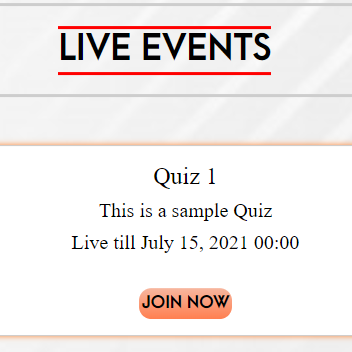 LIVE EVENTS
Quiz 1
This is a sample Quiz
Live till July 15, 2021 00:00
JOIN NOW